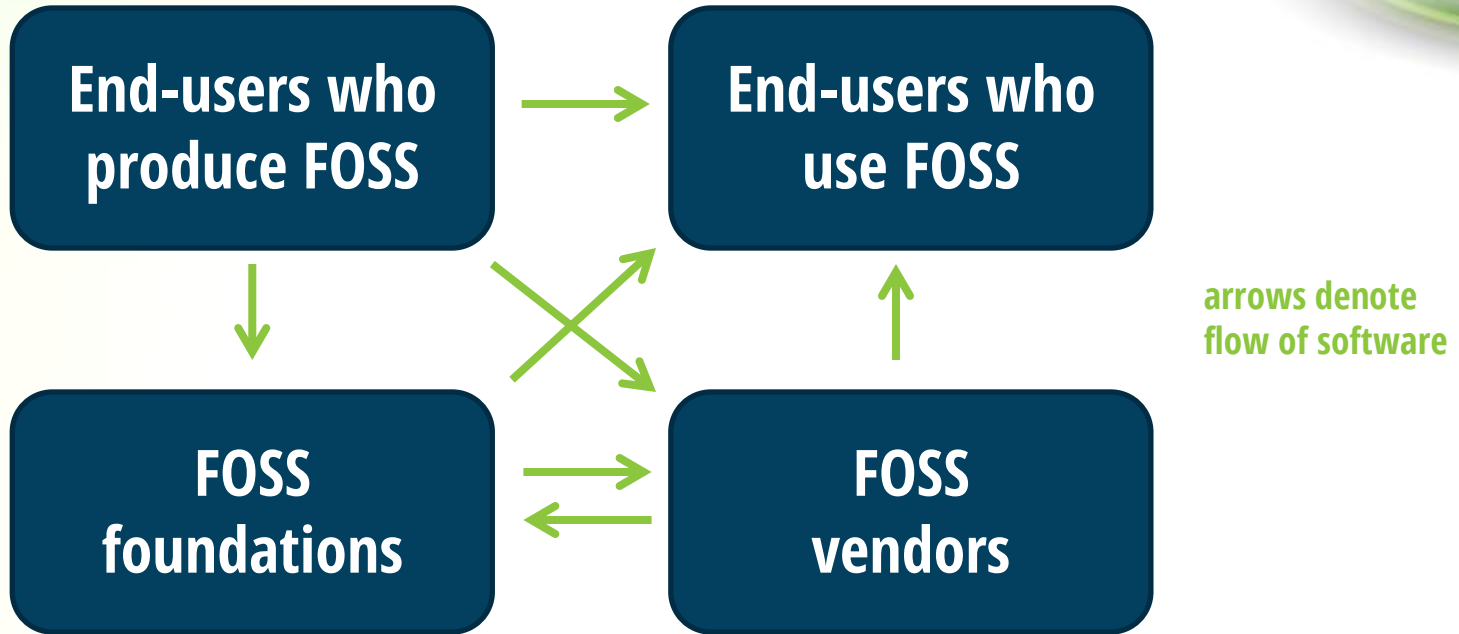 End-users who
produce FOSS
End-users who
use FOSS
arrows denote
flow of software
FOSS
foundations
FOSS
vendors